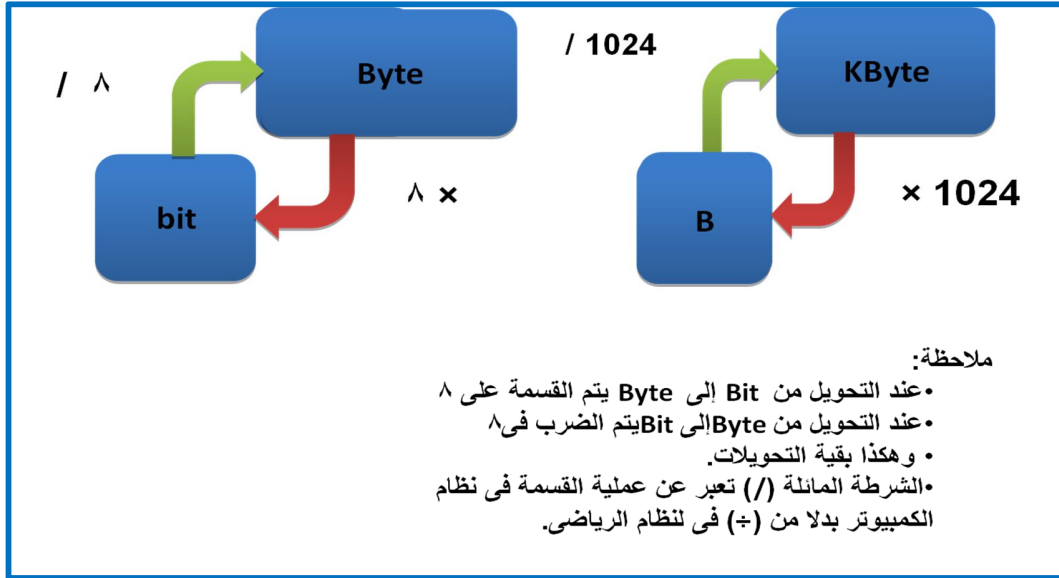 / ٨
Byte
bit
٨ ×
/ 1024
KByte
B
× 1024
ملاحظة:
•عند التحويل من Bit إلى Byte يتم القسمة على ٨
•عند التحويل من Byteإلى Bitيتم الضرب فى٨
• وهكذا بقية التحويلات.
•الشرطة المائلة (/) تعبر عن عملية القسمة فى نظام
الكمبيوتر بدلا من (÷) فى لنظام الرياضى.